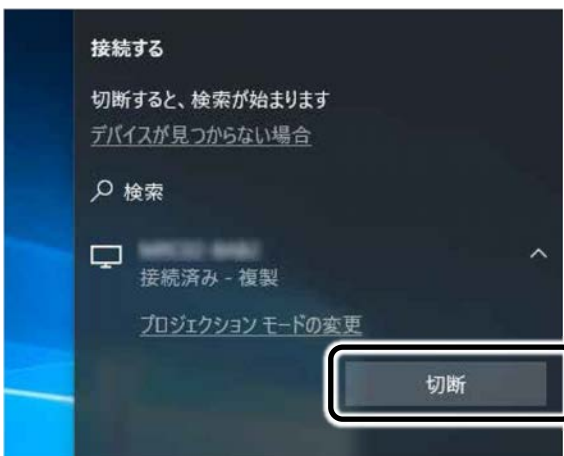 接続する
切断すると、検索が始まります
デバイスが見つからない場合
検索
接続済み - 複製
プロジェクション モードの変更
切断